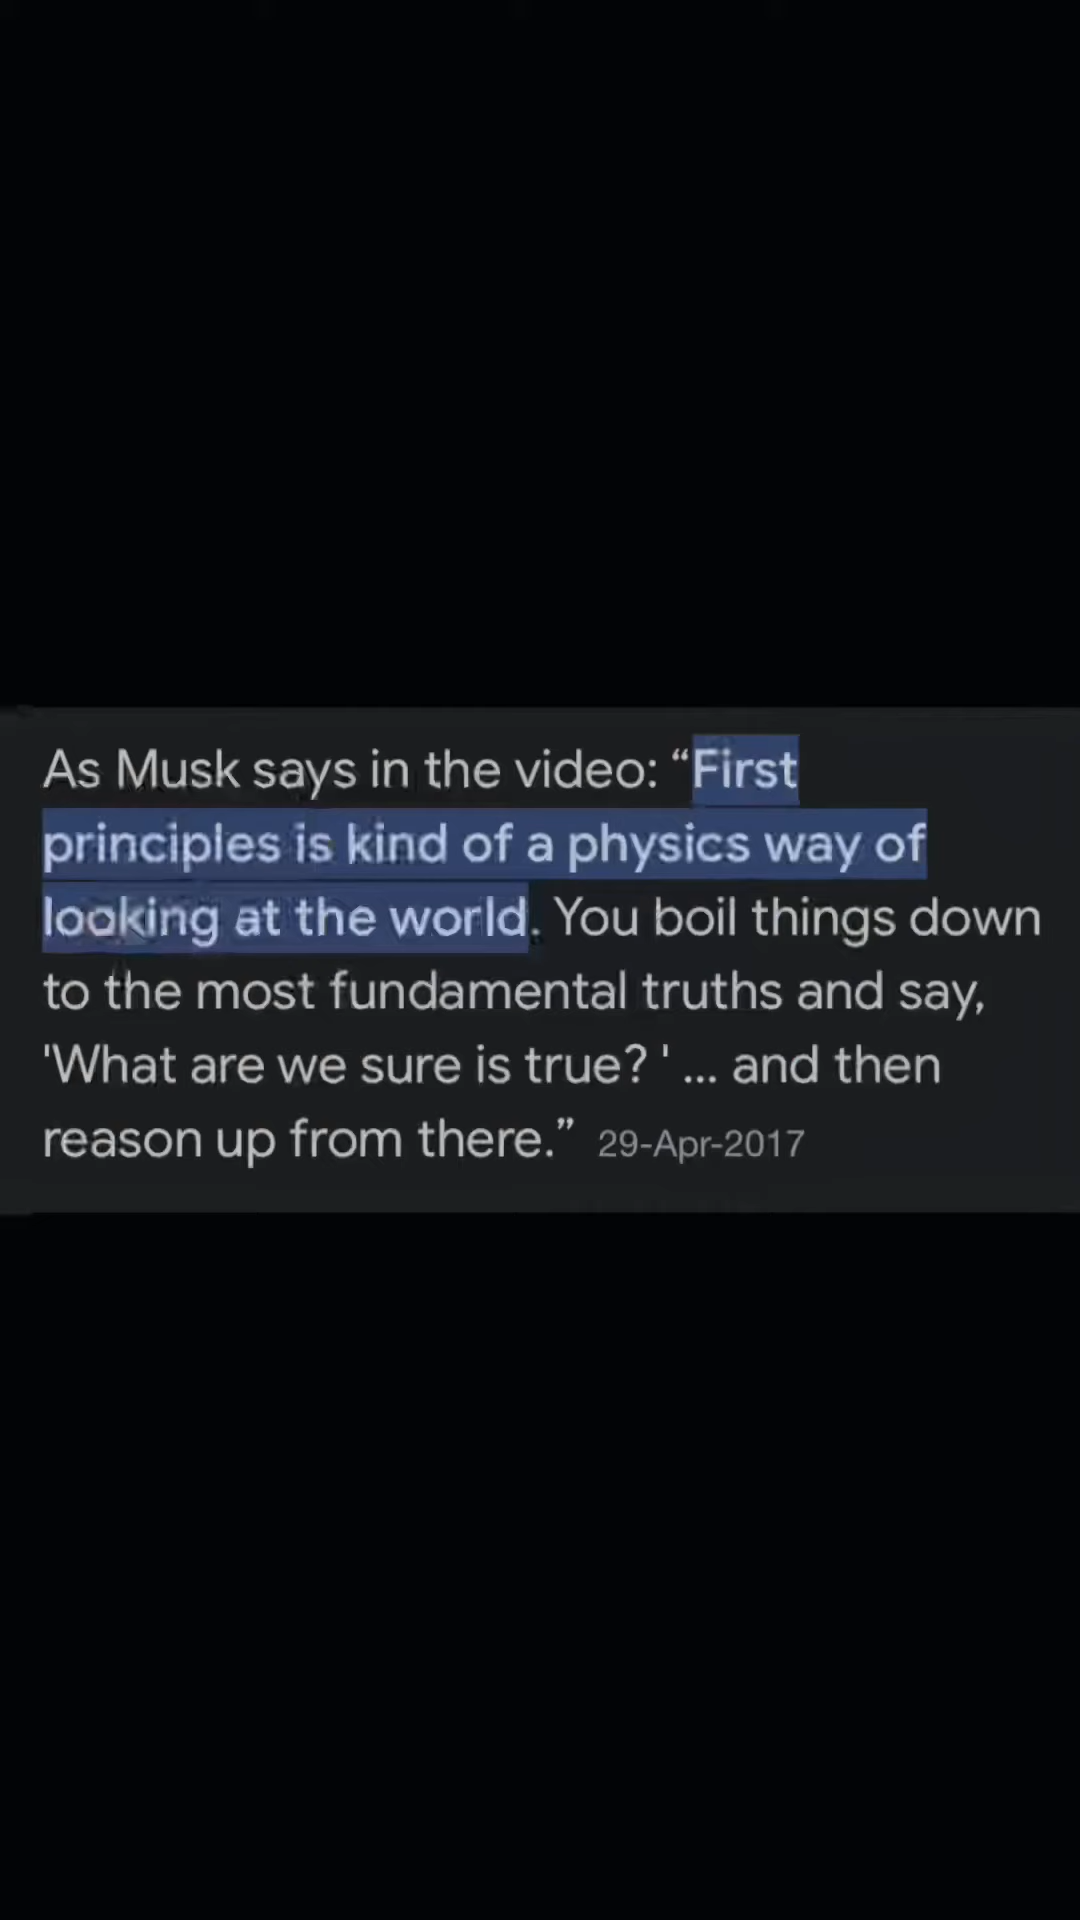 As Musk says in the video: “First
principles is kind of a physics way of
looking at the world. You boil things down
to the most fundamental truths and say,
'What are we sure is true? ' ... and then
reason up from there.” 29-Apr-2017